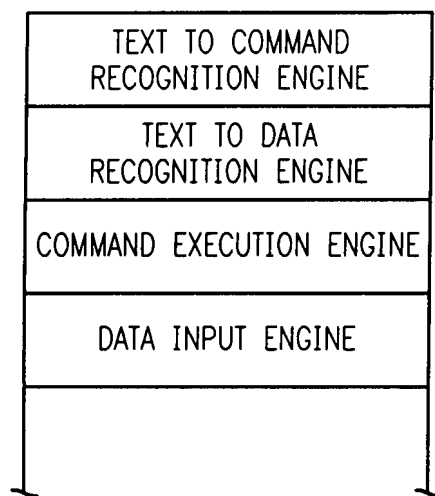 TEXT TO COMMAND
RECOGNITION ENGINE
TEXT TO DATA
RECOGNITION ENGINE
COMMAND EXECUTION ENGINE
DATA INPUT ENGINE